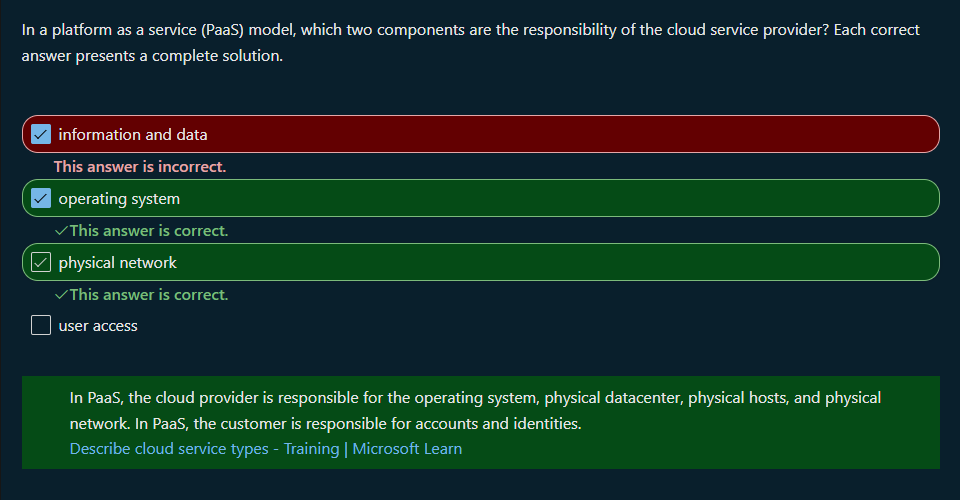 In a platform as a service (PaaS) model, which two components are the responsibility of the cloud service provider? Each correct
answer presents a complete solution.
information and data
This answer is incorrect.
operating system
This answer is correct.
physical network
This answer is correct.
user access
In PaaS, the cloud provider is responsible for the operating system, physical datacenter, physical hosts, and physical
network. In PaaS, the customer is responsible for accounts and identities.
Describe cloud service types - Training | Microsoft Learn